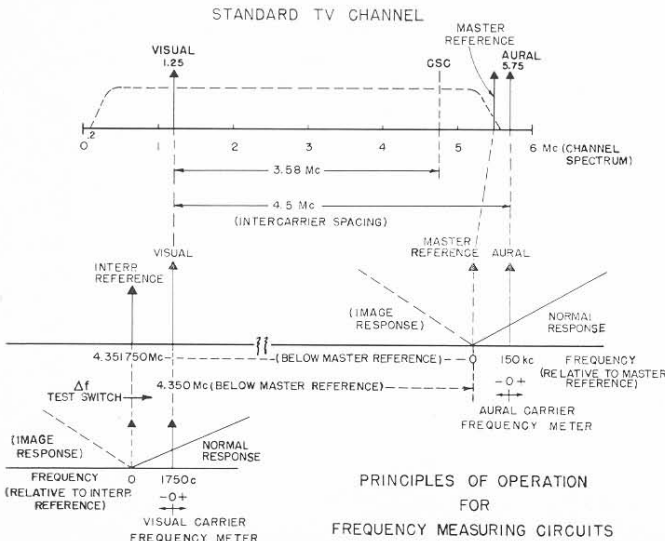 STANDARD TV CHANNEL
MASTER
REFERENCE
VISUAL
1.25
CSC
AURAL
5.75
.2
0 1 2 3 4 5 6 Mc (CHANNEL
SPECTRUM)
3.58 Mc
4.5 Mc
(INTERCARRIER SPACING)
INTERP.
REFERENCE
VISUAL
MASTER
REFERENCE
AURAL
(IMAGE
RESPONSE)
NORMAL
RESPONSE
4.351750Mc
(BELOW MASTER REFERENCE)
0 150 kc FREQUENCY
(RELATIVE TO MASTER
REFERENCE)
Δf
TEST SWITCH
4.350 Mc (BELOW MASTER REFERENCE)
-0+
AURAL CARRIER
FREQUENCY METER
(IMAGE
RESPONSE)
NORMAL
RESPONSE
FREQUENCY 0 1750c
(RELATIVE TO INTERP.
REFERENCE)
-0+
VISUAL CARRIER
FREQUENCY METER
PRINCIPLES OF OPERATION
FOR
FREQUENCY MEASURING CIRCUITS